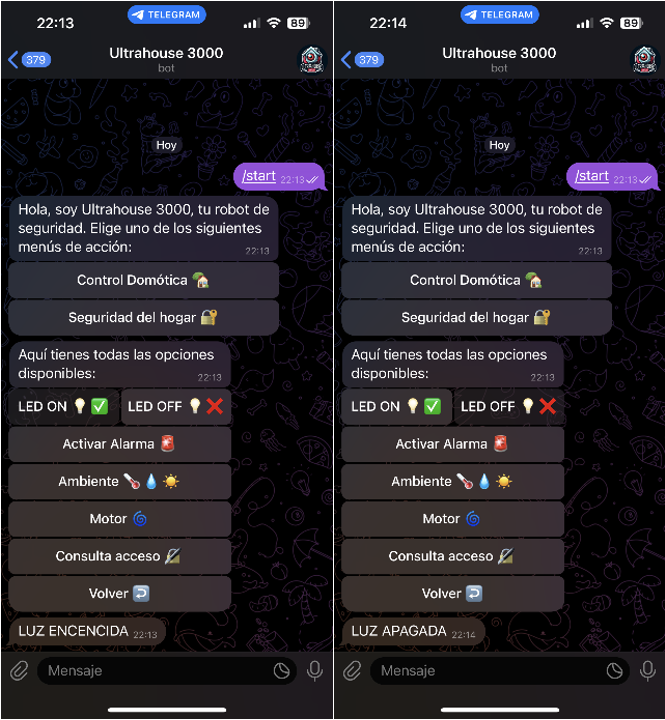 22:13
TELEGRAM
89
379
Ultrahouse 3000
bot
Hoy
/start 22:13
Hola, soy Ultrahouse 3000, tu robot de
seguridad. Elige uno de los siguientes
menús de acción:
22:13
Control Domótica
Seguridad del hogar
Aquí tienes todas las opciones
disponibles:
22:13
LED ON
LED OFF
Activar Alarma
Ambiente
Motor
Consulta acceso
Volver
LUZ ENCENCIDA 22:13
Mensaje
22:14
TELEGRAM
89
379
Ultrahouse 3000
bot
Hoy
/start 22:13
Hola, soy Ultrahouse 3000, tu robot de
seguridad. Elige uno de los siguientes
menús de acción:
22:13
Control Domótica
Seguridad del hogar
Aquí tienes todas las opciones
disponibles:
22:13
LED ON
LED OFF
Activar Alarma
Ambiente
Motor
Consulta acceso
Volver
LUZ APAGADA 22:14
Mensaje